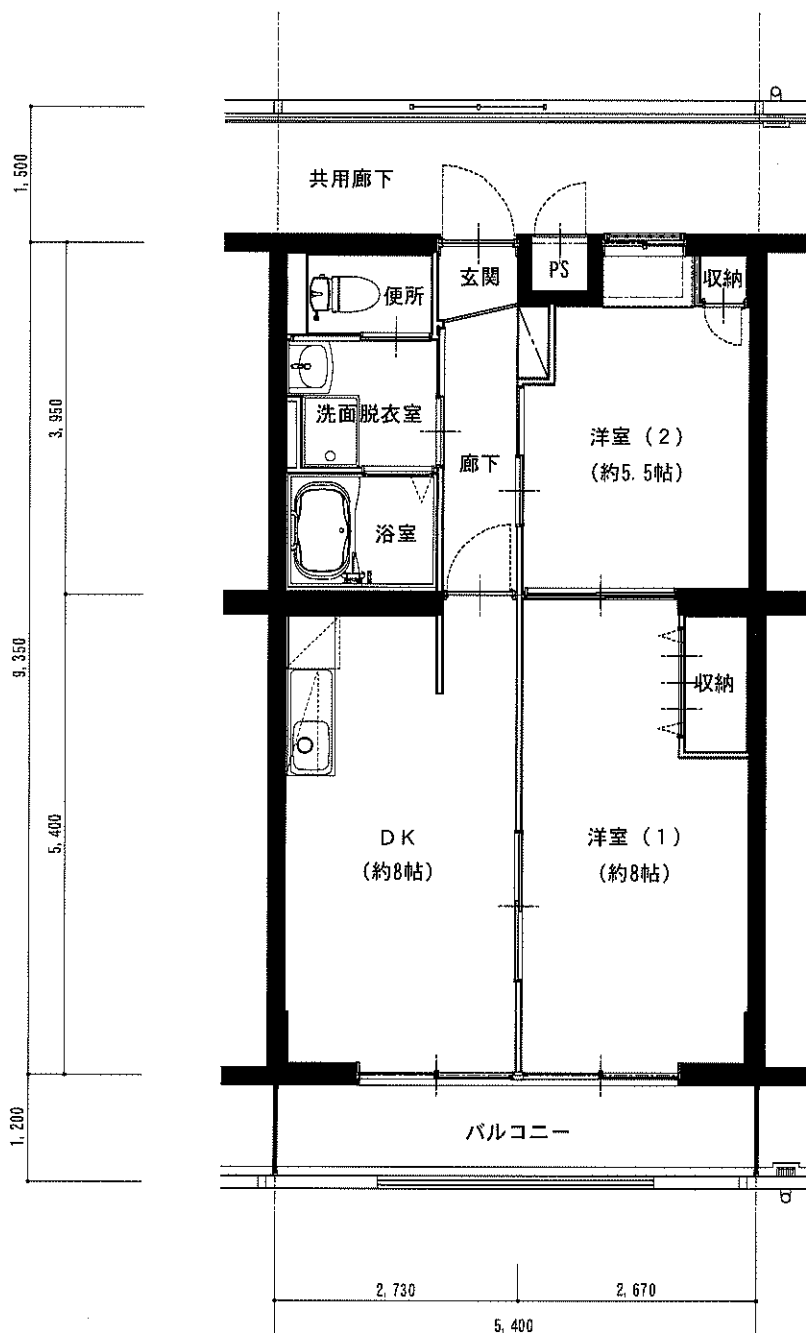 1,500
共用廊下
玄関
PS
収納
便所
3,950
洗面脱衣室
洋室(2)
(約5.5帖)
廊下
浴室
9,350
収納
5,400
DK
(約8帖)
洋室(1)
(約8帖)
1,200
バルコニー
2,730
2,670
5,400